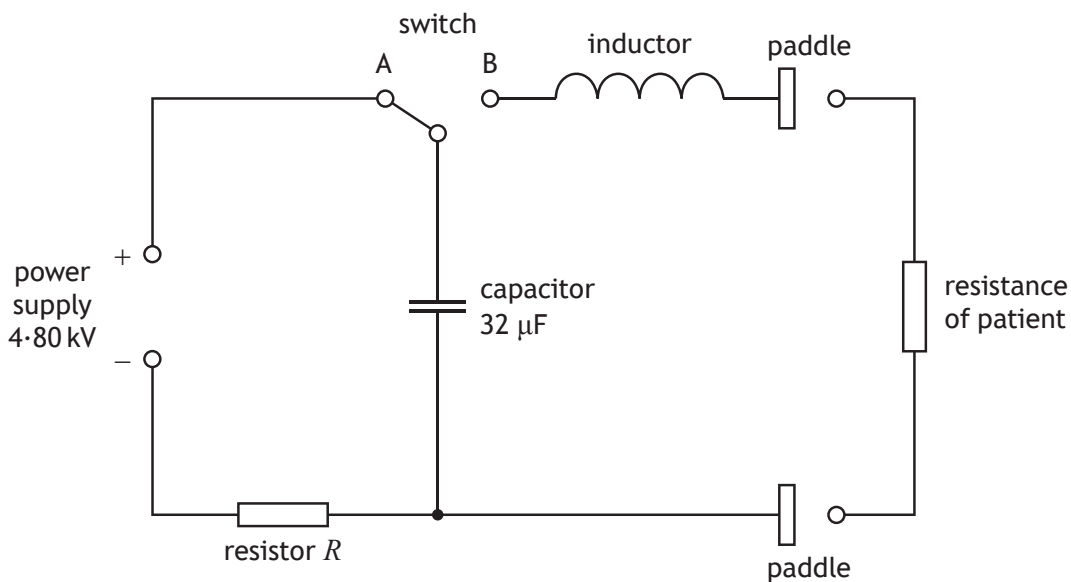 switch
A
B
inductor
paddle
+
power
supply
4·80 kV
−
capacitor
32 μF
resistance
of patient
resistor R
paddle